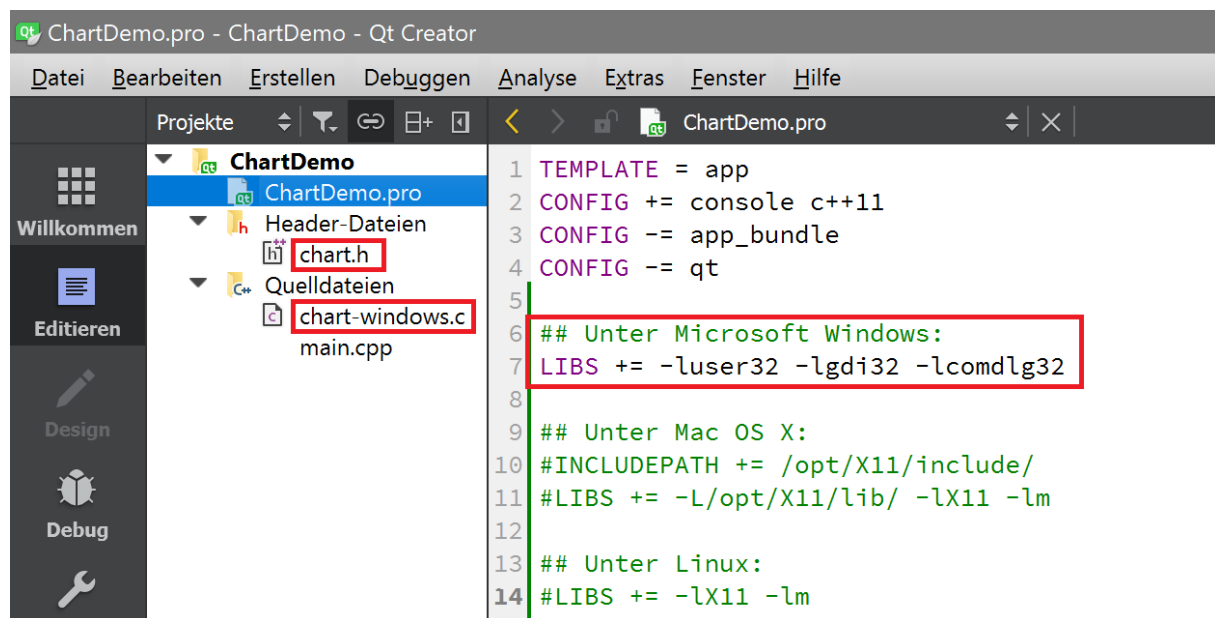 ChartDemo.pro - ChartDemo - Qt Creator
Datei Bearbeiten Erstellen Debuggen Analyse Extras Fenster Hilfe
Projekte
ChartDemo.pro
Willkommen
Editieren
Design
Debug
ChartDemo
ChartDemo.pro
Header-Dateien
chart.h
Quelldateien
chart-windows.c
main.cpp
1 TEMPLATE = app
2 CONFIG += console c++11
3 CONFIG -= app_bundle
4 CONFIG -= qt
5
6 ## Unter Microsoft Windows:
7 LIBS += -luser32 -lgdi32 -lcomdlg32
8
9 ## Unter Mac OS X:
10 #INCLUDEPATH += /opt/X11/include/
11 #LIBS += -L/opt/X11/lib/ -lX11 -lm
12
13 ## Unter Linux:
14 #LIBS += -lX11 -lm